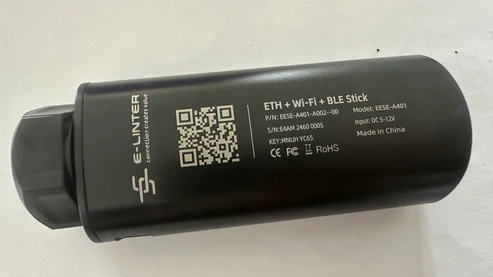 E-LINTER
connection creates value
ETH + Wi-Fi + BLE Stick
P/N: EESE-A401-A002--00
Model: EESE-A401
S/N:E4AM 2460 0005
Input: DC 5-12V
KEY:MNUH YC65
Made in China
CE FC RoHS